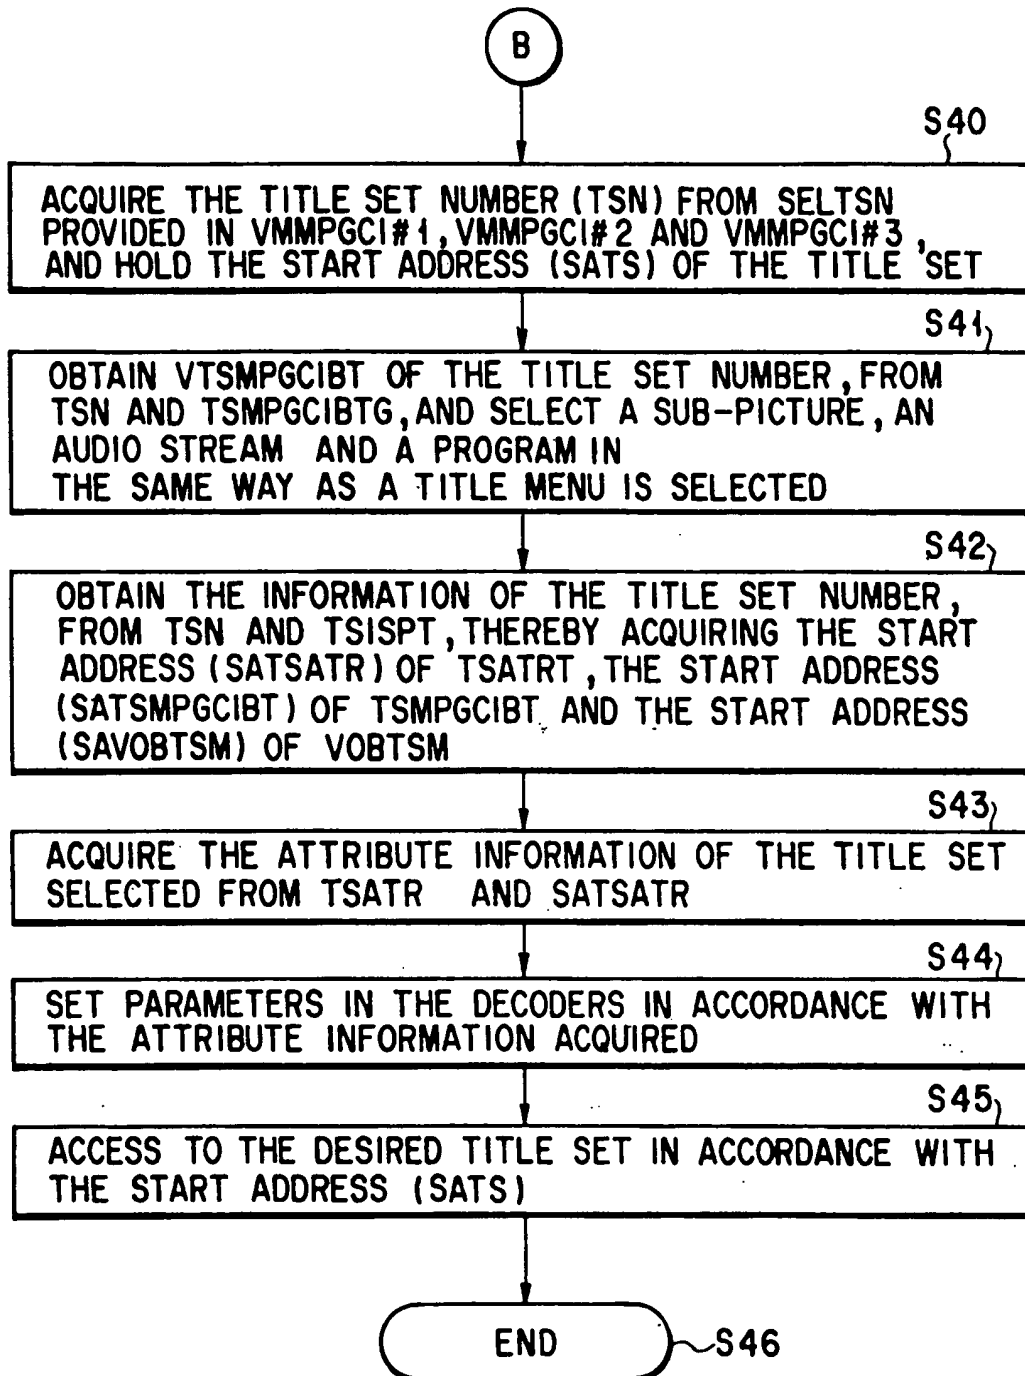 B
S40
ACQUIRE THE TITLE SET NUMBER (TSN) FROM SELTSN
PROVIDED IN VMMPGCI#1, VMMPGCI#2 AND VMMPGCI#3,
AND HOLD THE START ADDRESS (SATS) OF THE TITLE SET
S41
OBTAIN VTSMPGCIBT OF THE TITLE SET NUMBER, FROM
TSN AND TSMPGCIBTG, AND SELECT A SUB-PICTURE, AN
AUDIO STREAM AND A PROGRAM IN
THE SAME WAY AS A TITLE MENU IS SELECTED
S42
OBTAIN THE INFORMATION OF THE TITLE SET NUMBER,
FROM TSN AND TSISPT, THEREBY ACQUIRING THE START
ADDRESS (SATSATR) OF TSATRT, THE START ADDRESS
(SATSMPGCIBT) OF TSMPGCIBT AND THE START ADDRESS
(SAVOBTSM) OF VOBTSM
S43
ACQUIRE THE ATTRIBUTE INFORMATION OF THE TITLE SET
SELECTED FROM TSATR AND SATSATR
S44
SET PARAMETERS IN THE DECODERS IN ACCORDANCE WITH
THE ATTRIBUTE INFORMATION ACQUIRED
S45
ACCESS TO THE DESIRED TITLE SET IN ACCORDANCE WITH
THE START ADDRESS (SATS)
END
S46